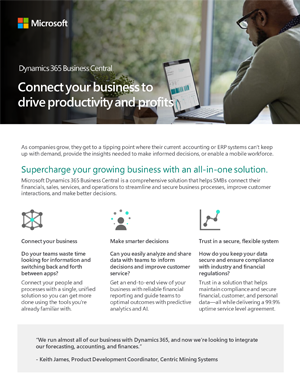 Microsoft
Dynamics 365 Business Central
Connect your business to
drive productivity and profits
As companies grow, they get to a tipping point where their current accounting or ERP systems can't keep
up with demand, provide the insights needed to make informed decisions, or enable a mobile workforce.
Supercharge your growing business with an all-in-one solution.
Microsoft Dynamics 365 Business Central is a comprehensive solution that helps SMBs connect their
financials, sales, services, and operations to streamline and secure business processes, improve customer
interactions, and make better decisions.
Connect your business
Do your teams waste time
looking for information and
switching back and forth
between apps?
Connect your people and
processes with a single, unified
solution so you can get more
done using the tools you're
already familiar with.
Make smarter decisions
Can you easily analyze and share
data with teams to inform
decisions and improve customer
service?
Get an end-to-end view of your
business with reliable financial
reporting and guide teams to
optimal outcomes with predictive
analytics and AI.
Trust in a secure, flexible system
How do you keep your data
secure and ensure compliance
with industry and financial
regulations?
Trust in a solution that helps
maintain compliance and secure
financial, customer, and personal
data—all while delivering a 99.9%
uptime service level agreement.
"We run almost all of our business with Dynamics 365, and now we're looking to integrate
our forecasting, accounting, and finances."
- Keith James, Product Development Coordinator, Centric Mining Systems